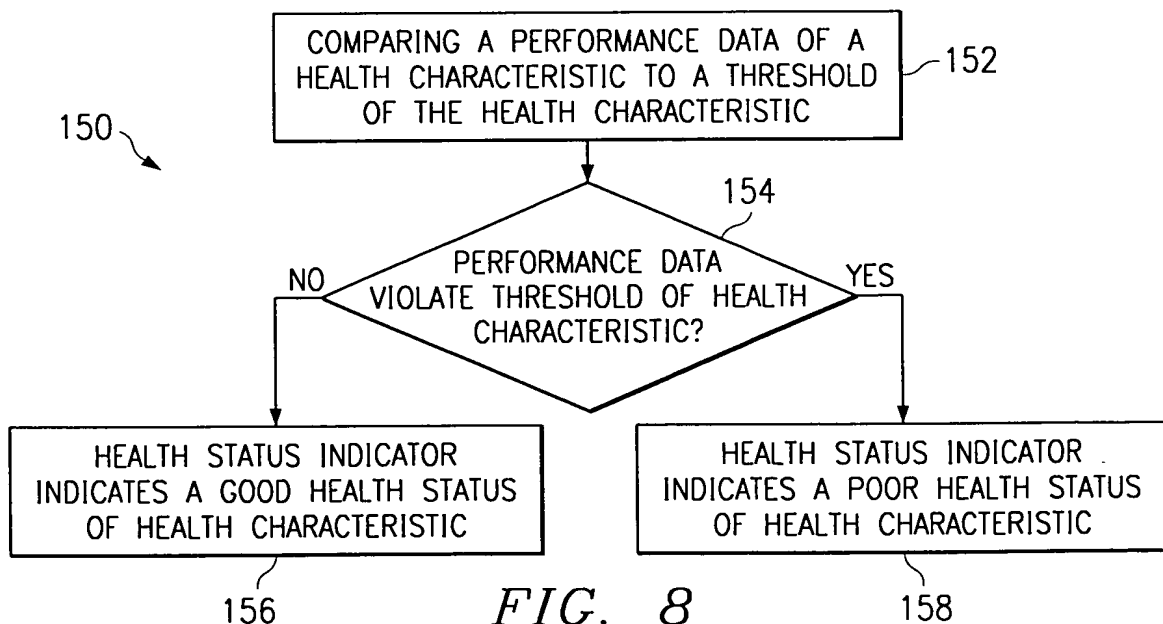 COMPARING A PERFORMANCE DATA OF A
HEALTH CHARACTERISTIC TO A THRESHOLD
OF THE HEALTH CHARACTERISTIC
152
150
154
NO
PERFORMANCE DATA
VIOLATE THRESHOLD OF HEALTH
CHARACTERISTIC?
YES
HEALTH STATUS INDICATOR
INDICATES A GOOD HEALTH STATUS
OF HEALTH CHARACTERISTIC
HEALTH STATUS INDICATOR
INDICATES A POOR HEALTH STATUS
OF HEALTH CHARACTERISTIC
156
FIG. 8
158